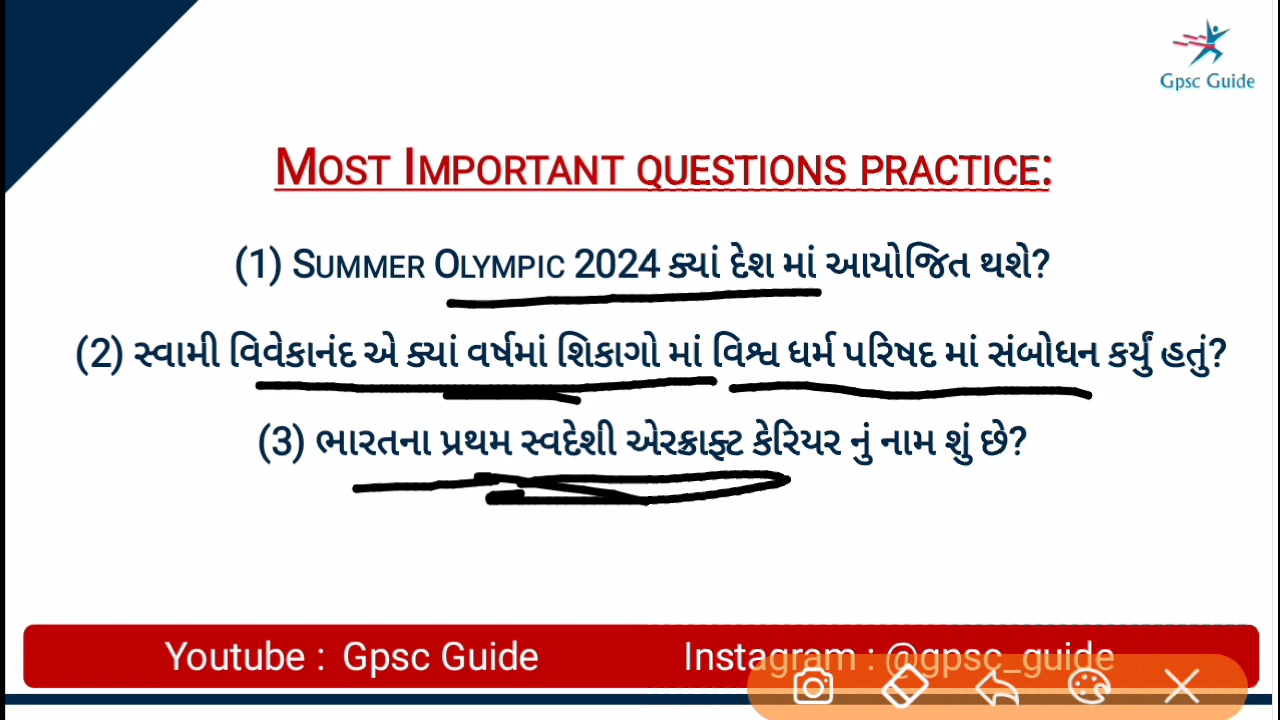 Gpsc Guide
MOST IMPORTANT QUESTIONS PRACTICE:
(1) SUMMER OLYMPIC 2024 ક્યાં દેશ માં આયોજિત થશે?
(2) સ્વામી વિવેકાનંદ એ ક્યાં વર્ષમાં શિકાગો માં વિશ્વ ધર્મ પરિષદ માં સંબોધન કર્યું હતું?
(3) ભારતના પ્રથમ સ્વદેશી એરક્રાફ્ટ કેરિયર નું નામ શું છે?
Youtube : Gpsc Guide Instagram : @gpsc_guide